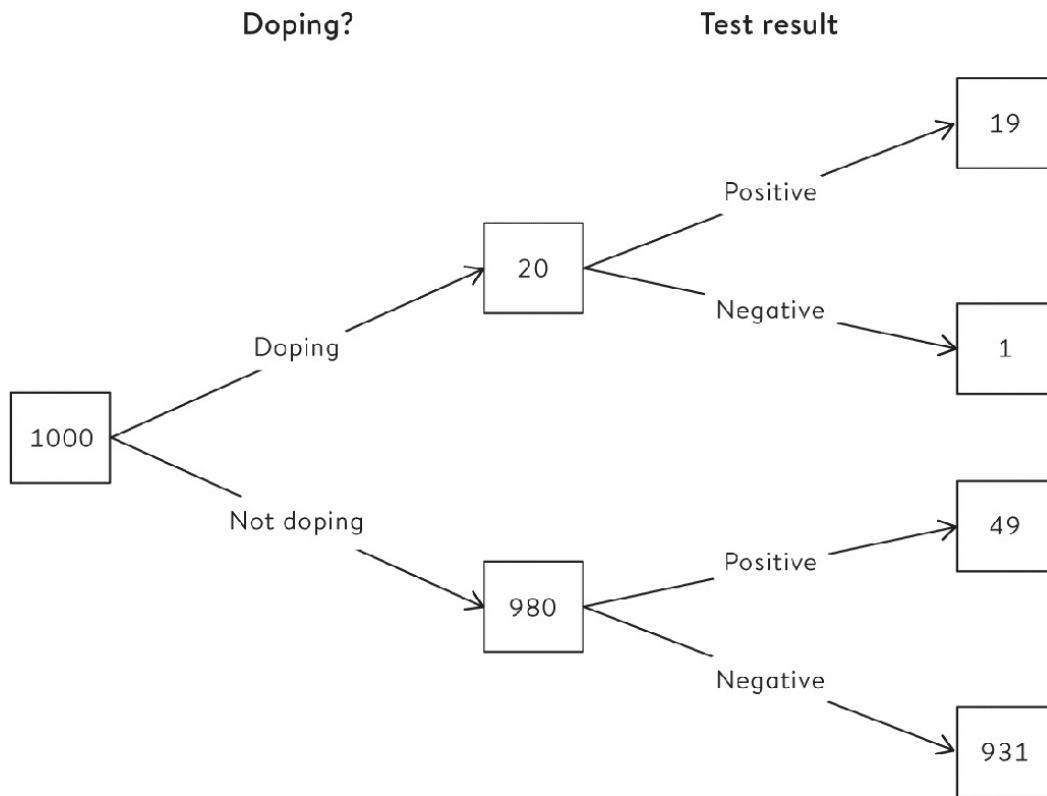 Doping?
Test result
19
Positive
20
Negative
Doping
1
1000
Not doping
49
Positive
980
Negative
931